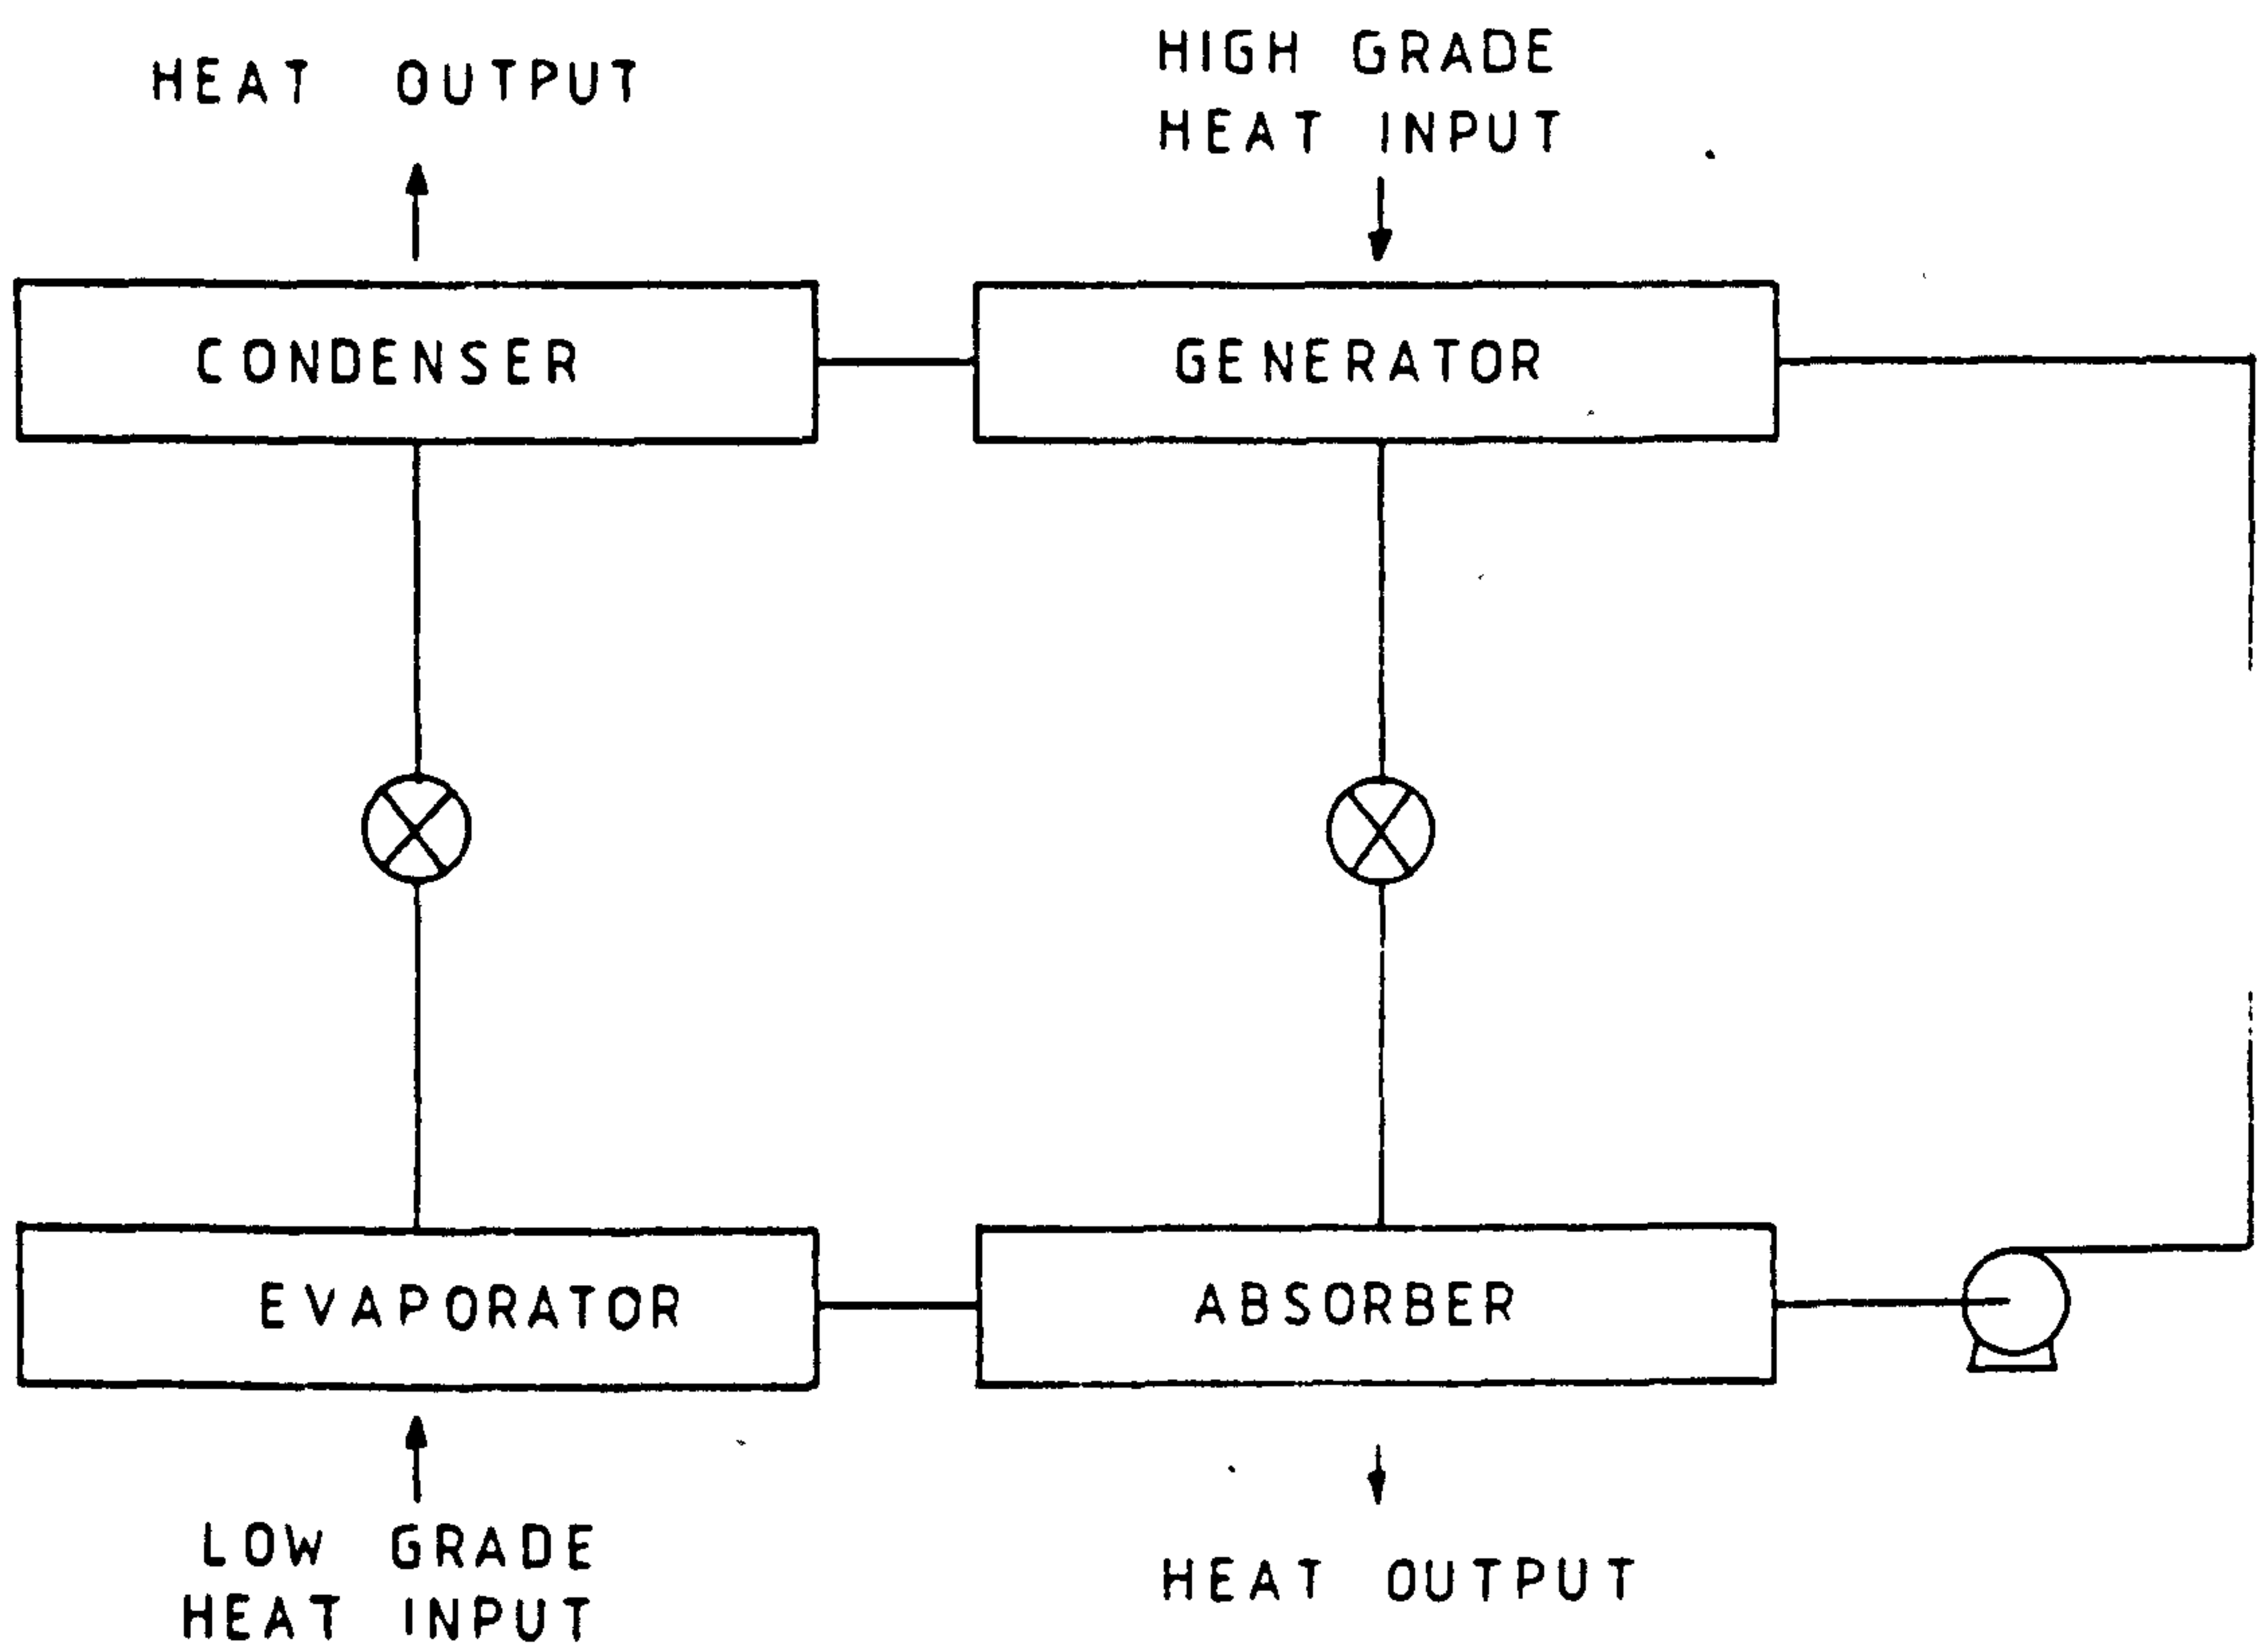 HEAT OUTPUT
HIGH GRADE
HEAT INPUT
CONDENSER
GENERATOR
EVAPORATOR
ABSORBER
LOW GRADE
HEAT INPUT
HEAT OUTPUT